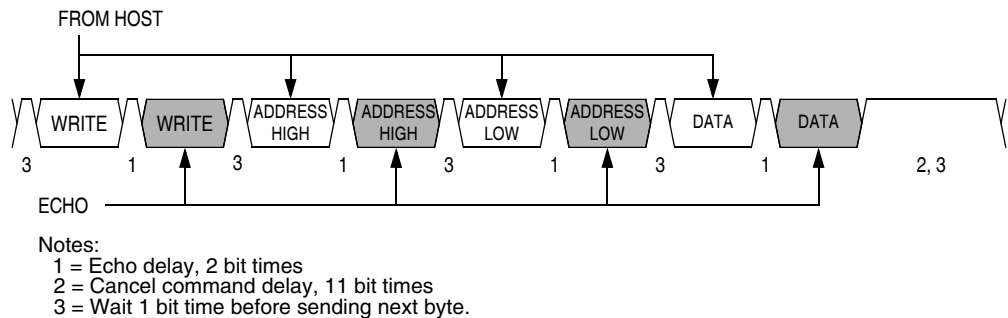 FROM HOST
WRITE WRITE ADDRESS HIGH ADDRESS HIGH ADDRESS LOW ADDRESS LOW DATA DATA
3 1 3 1 3 1 3 1 2, 3
ECHO
Notes:
1 = Echo delay, 2 bit times
2 = Cancel command delay, 11 bit times
3 = Wait 1 bit time before sending next byte.